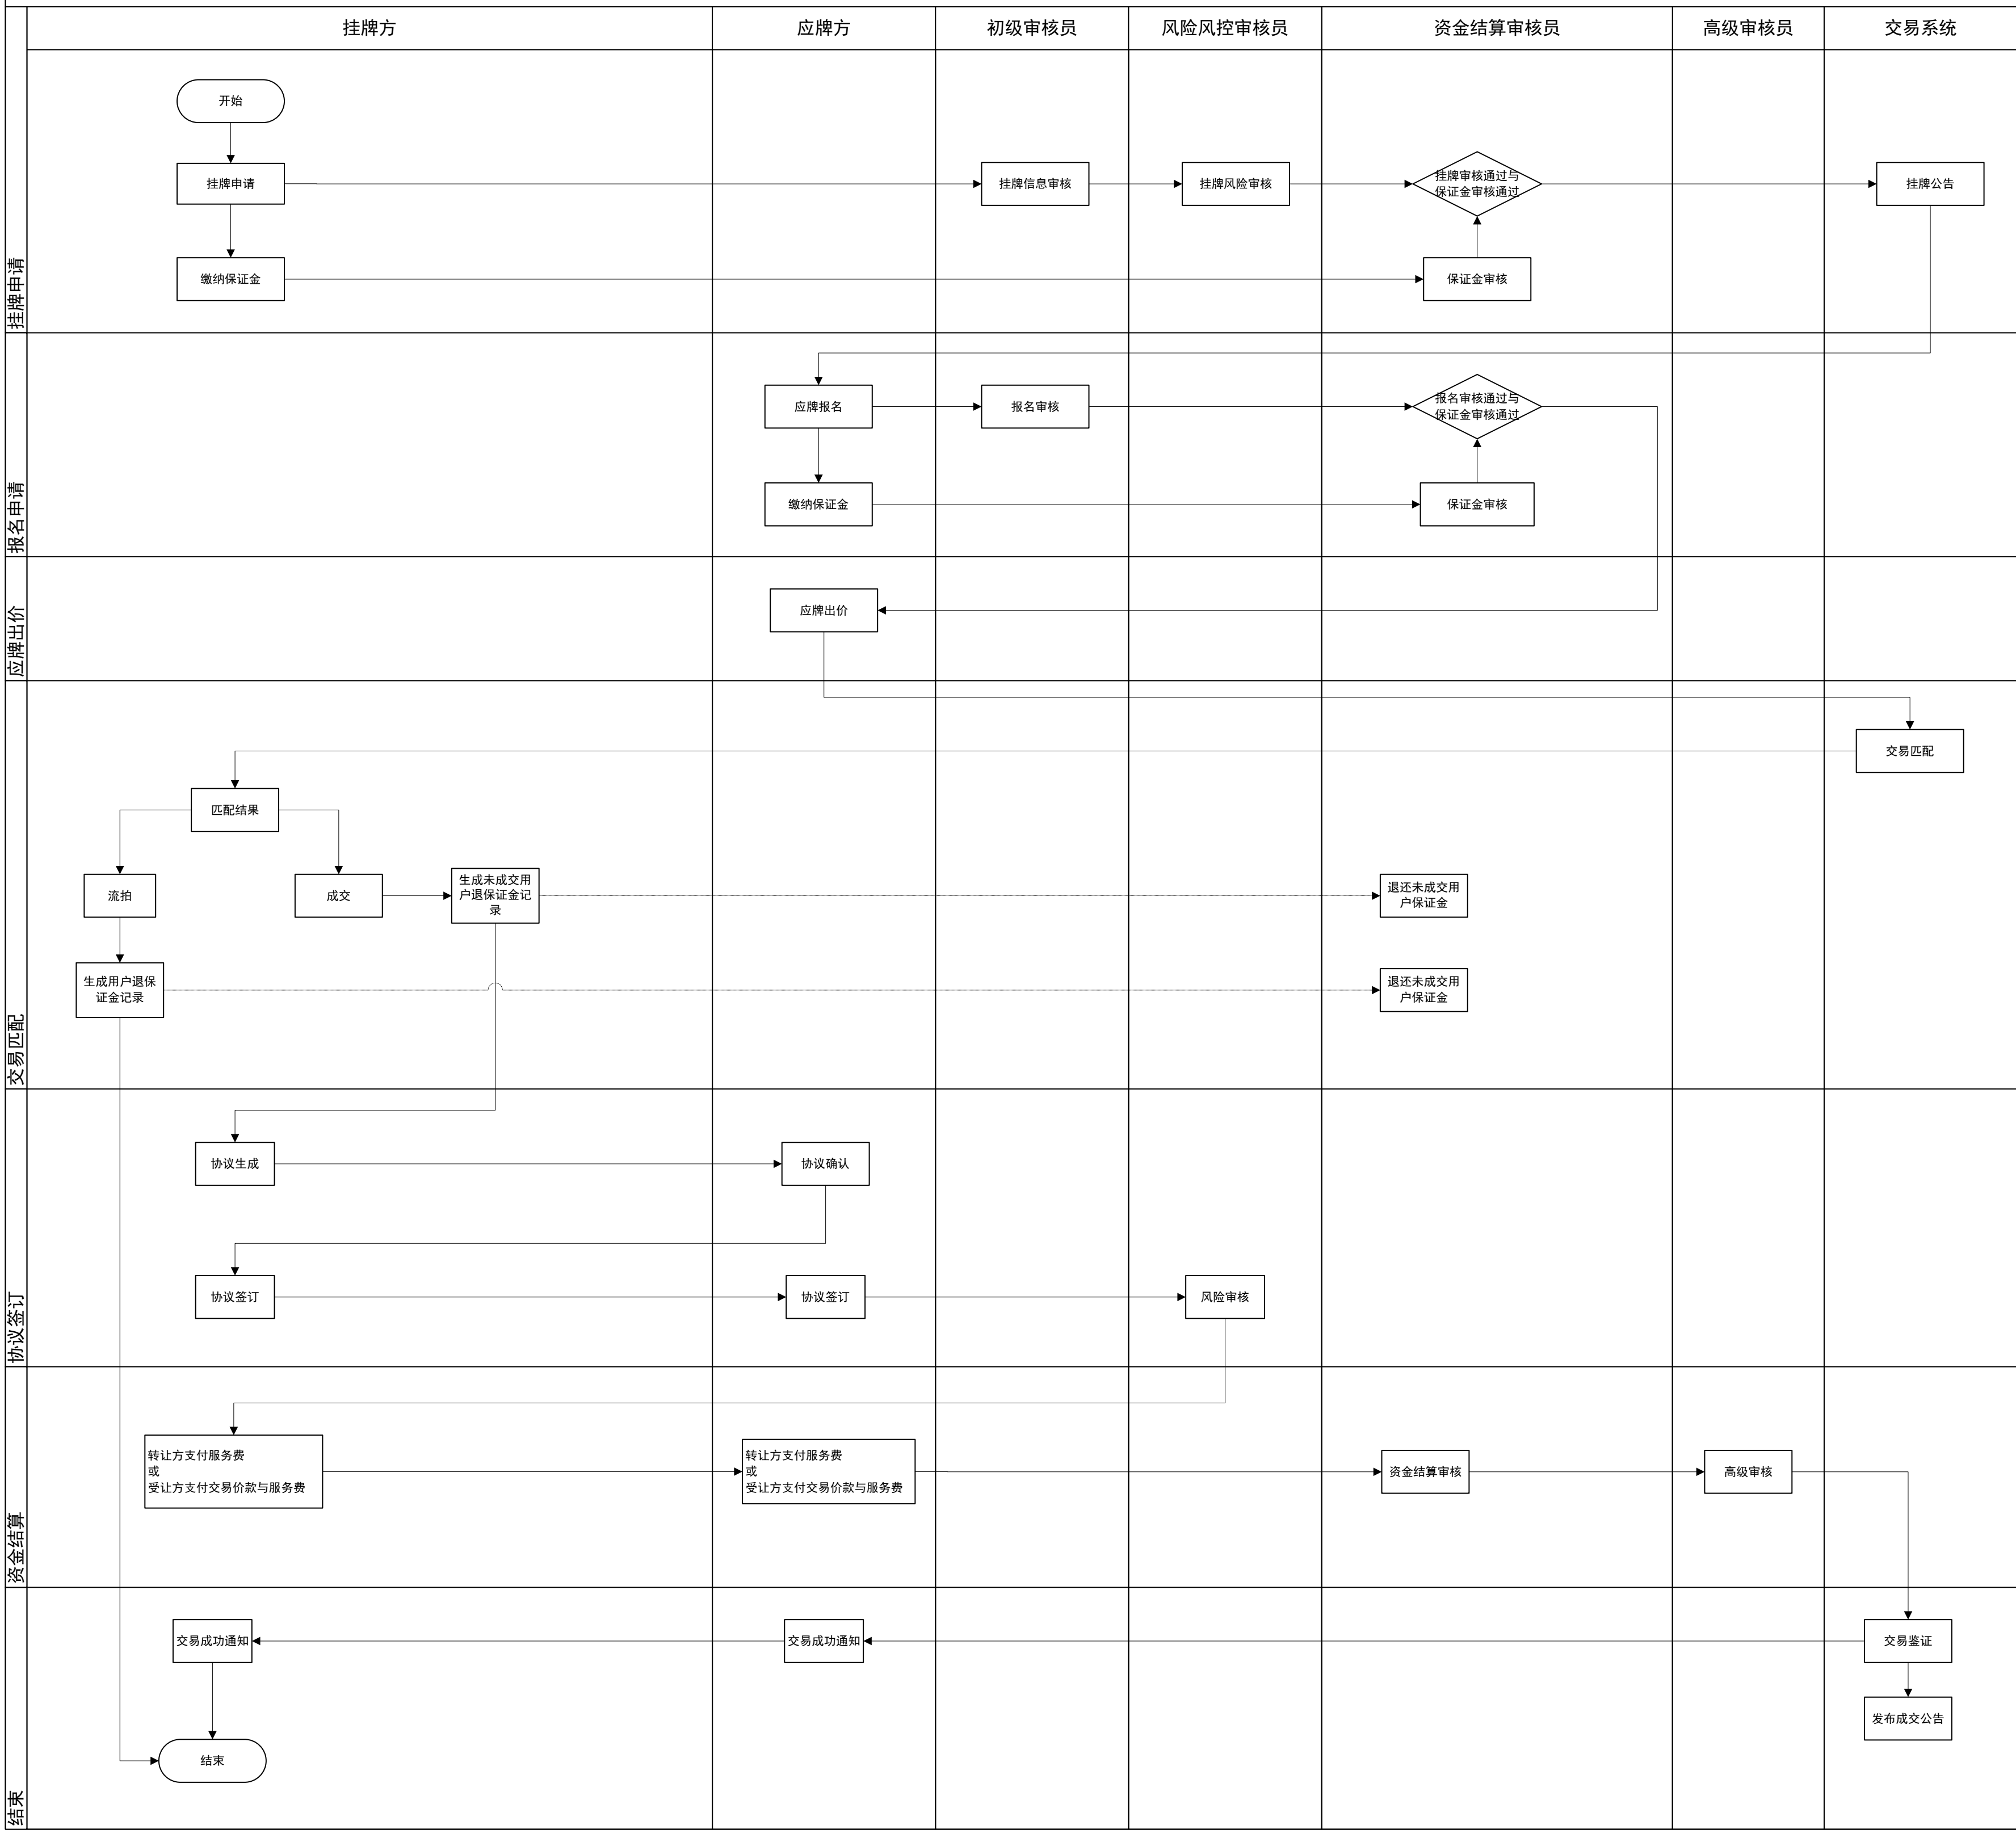 挂牌方
应牌方
初级审核员
风险风控审核员
资金结算审核员
高级审核员
交易系统
挂牌申请
开始
挂牌申请
挂牌信息审核
挂牌风险审核
挂牌审核通过与
保证金审核通过
挂牌公告
缴纳保证金
保证金审核
报名申请
应牌报名
报名审核
报名审核通过与
保证金审核通过
缴纳保证金
保证金审核
应牌出价
应牌出价
交易匹配
交易匹配
匹配结果
流拍
成交
生成未成交用
户退保证金记
录
退还未成交用
户保证金
生成用户退保
证金记录
退还未成交用
户保证金
协议签订
协议生成
协议确认
协议签订
协议签订
风险审核
资金结算
转让方支付服务费
或
受让方支付交易价款与服务费
转让方支付服务费
或
受让方支付交易价款与服务费
资金结算审核
高级审核
结束
交易成功通知
交易成功通知
交易鉴证
发布成交公告
结束